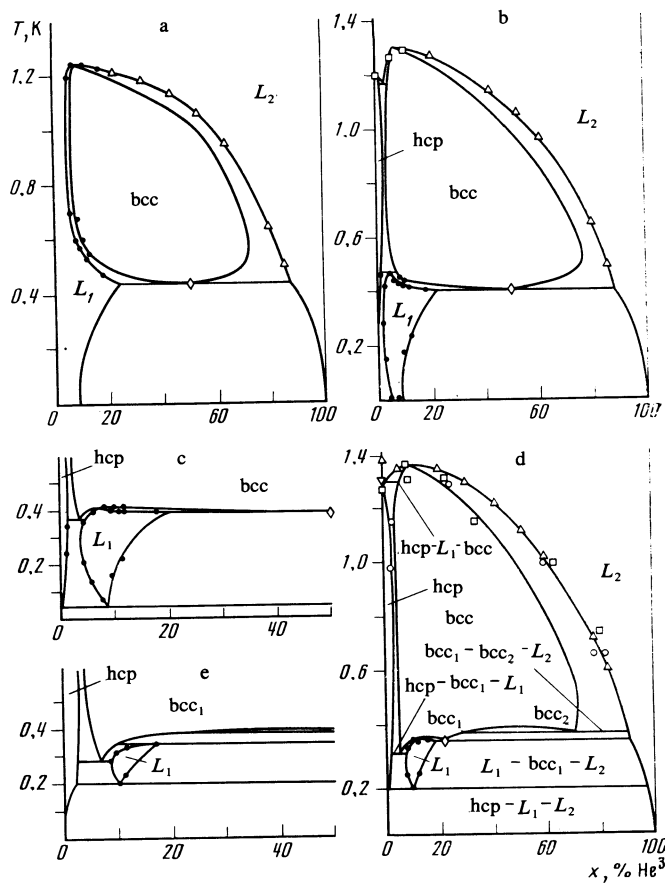 T, K
a
b
1.2
0.8
0.4
L₂
bcc
L₁
0
20
60
100
1.4
1.0
0.6
0.2
hcp
bcc
L₂
L₁
0
20
60
c
hcp
bcc
0.4
0.2
L₁
0
20
40
d
1.4
1.0
0.6
0.2
hcp–L₁–bcc
L₂
hcp
bcc
bcc₁–bcc₂–L₂
hcp–bcc₁–L₁
bcc₁
bcc₂
L₁
L₁–bcc₁–L₂
hcp–L₁–L₂
0
20
60
100
x, % He³
e
hcp
bcc₁
0.4
0.2
L₁
0
20
40